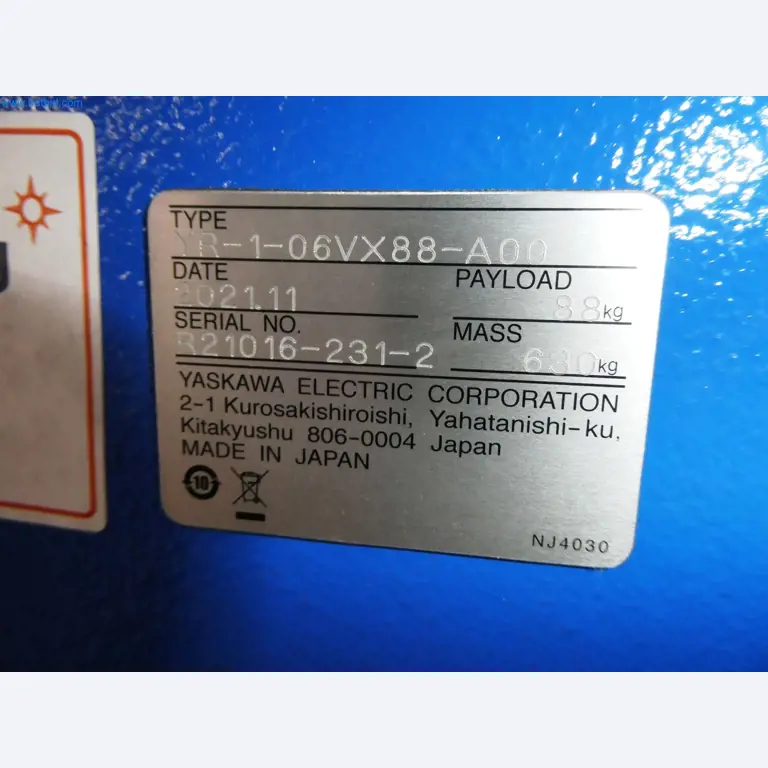 TYPE
YR-1-06VX88-A00
DATE
2021.11
PAYLOAD
88kg
SERIAL NO.
R21016-231-2
MASS
630kg
YASKAWA ELECTRIC CORPORATION
2-1 Kurosakishiroishi, Yahatanishi-ku,
Kitakyushu 806-0004 Japan
MADE IN JAPAN
10
NJ4030